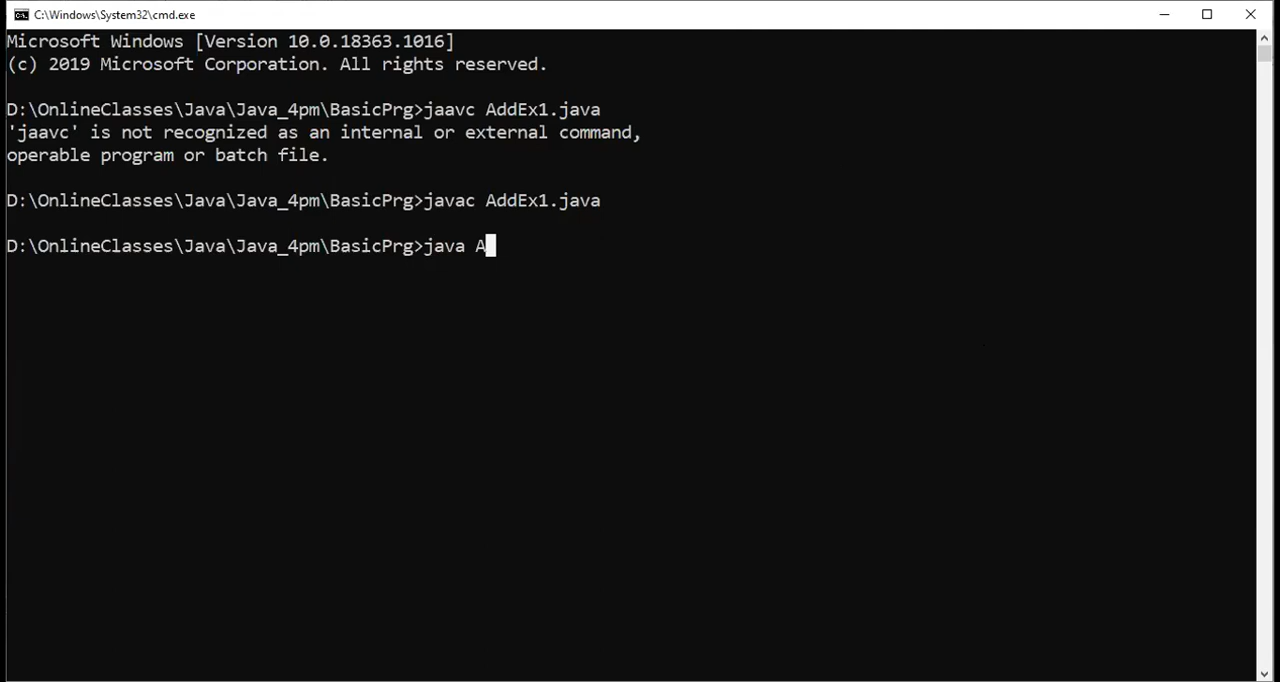 C:\Windows\System32\cmd.exe
Microsoft Windows [Version 10.0.18363.1016]
(c) 2019 Microsoft Corporation. All rights reserved.
D:\OnlineClasses\Java\Java_4pm\BasicPrg>jaavc AddEx1.java
'jaavc' is not recognized as an internal or external command,
operable program or batch file.
D:\OnlineClasses\Java\Java_4pm\BasicPrg>javac AddEx1.java
D:\OnlineClasses\Java\Java_4pm\BasicPrg>java A